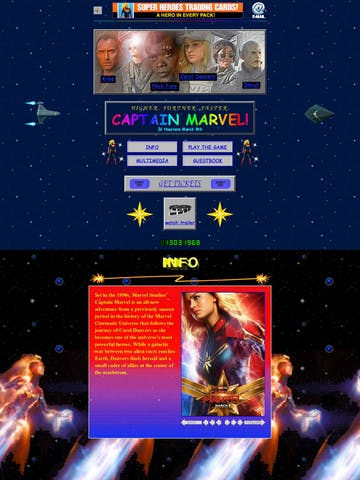 SUPER HEROES TRADING CARDS!
A HERO IN EVERY PACK!
E-MAIL
Kree
Nick Fury
Carol Danvers
Skrull
HIGHER. FURTHER. FASTER.
CAPTAIN MARVEL!
In theaters March 8th
INFO
PLAY THE GAME
MULTIMEDIA
GUESTBOOK
GET TICKETS
watch trailer
INFO
Set in the 1990s, Marvel Studios'
Captain Marvel is an all-new
adventure from a previously unseen
period in the history of the Marvel
Cinematic Universe that follows the
journey of Carol Danvers as she
becomes one of the universe's most
powerful heroes. While a galactic
war between two alien races reaches
Earth, Danvers finds herself and a
small cadre of allies at the center of
the maelstrom.